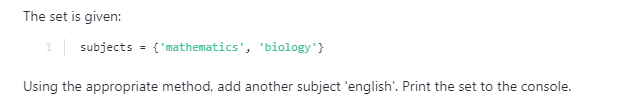 The set is given:
1 subjects = {'mathematics', 'biology'}
Using the appropriate method, add another subject 'english'. Print the set to the console.